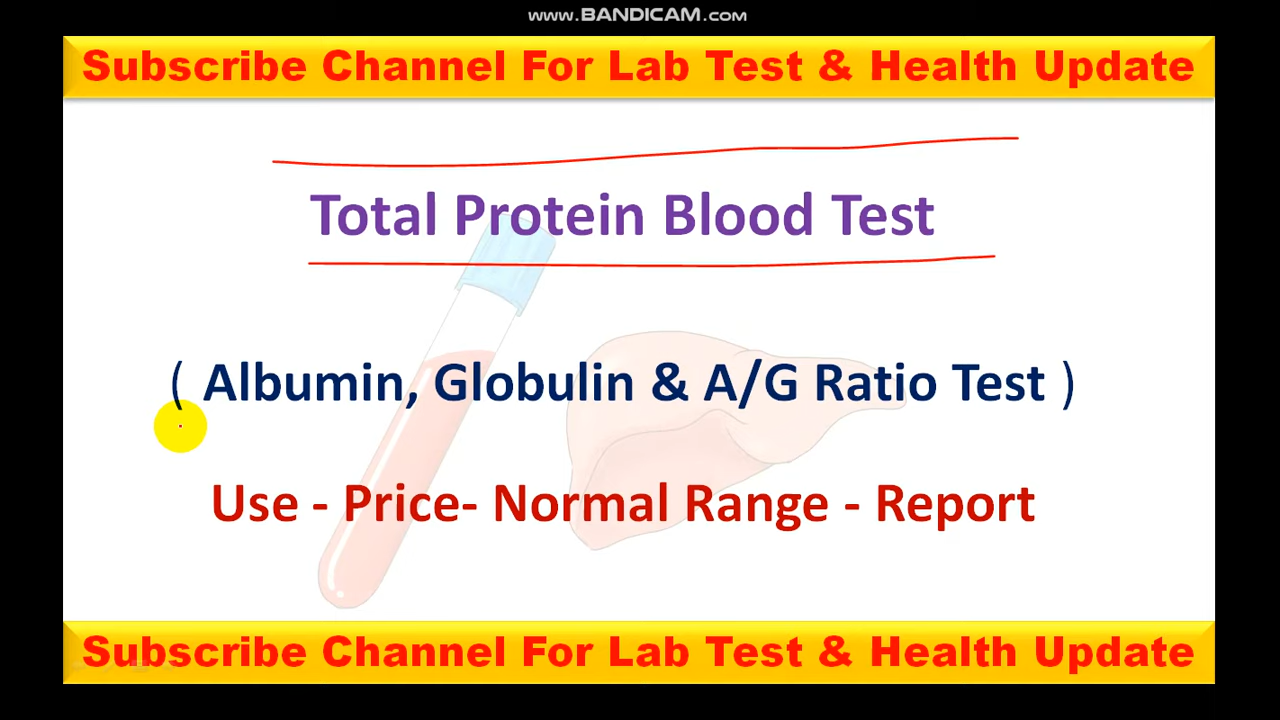 www.BANDICAM.com
Subscribe Channel For Lab Test & Health Update
Total Protein Blood Test
( Albumin, Globulin & A/G Ratio Test )
Use - Price- Normal Range - Report
Subscribe Channel For Lab Test & Health Update